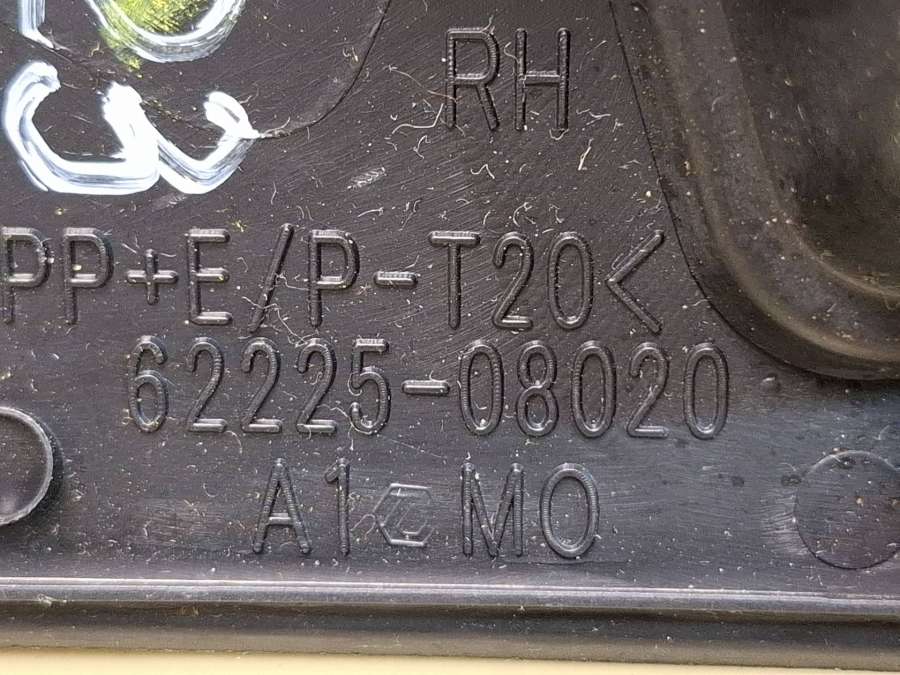 RH
PP+E/P-T20<
62225-08020
A1 MO